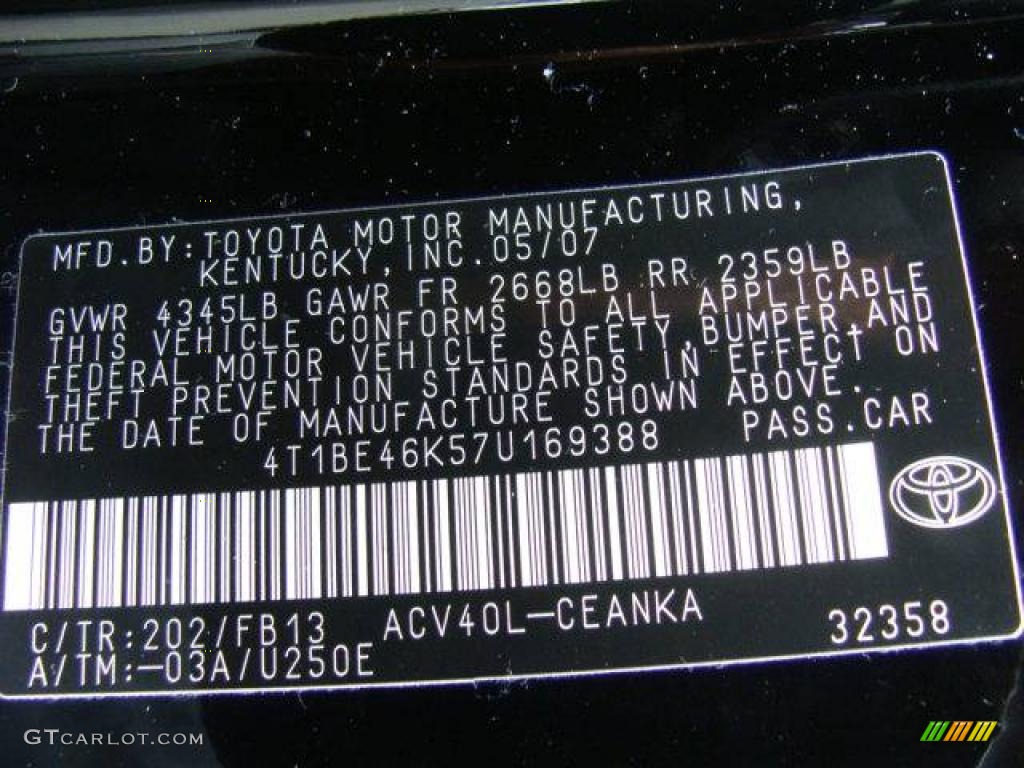 MFD.BY:TOYOTA MOTOR MANUFACTURING,
KENTUCKY,INC.05/07
GVWR 4345LB GAWR FR 2668LB RR 2359LB
THIS VEHICLE CONFORMS TO ALL APPLICABLE
FEDERAL MOTOR VEHICLE SAFETY,BUMPER,AND
THEFT PREVENTION STANDARDS IN EFFECT ON
THE DATE OF MANUFACTURE SHOWN ABOVE.
4T1BE46K57U169388 PASS.CAR
C/TR:202/FB13 ACV40L-CEANKA 32358
A/TM:-03A/U250E
GTCARLOT.COM